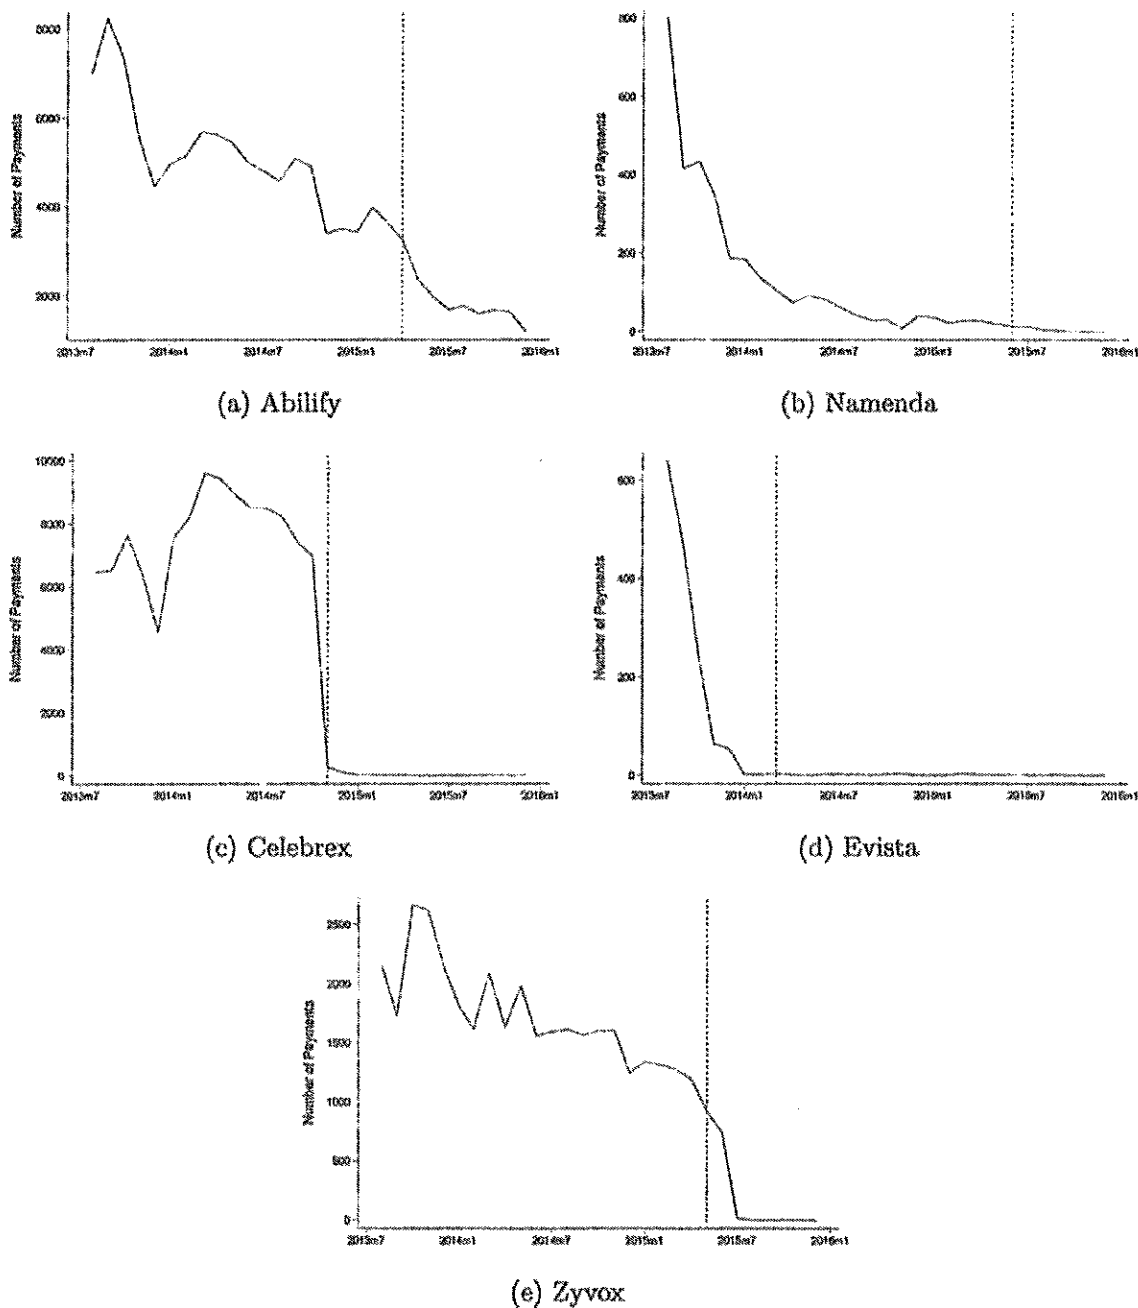 Number of Payments
8000
6000
4000
2000
2013m7 2014m1 2014m7 2015m1 2015m7 2016m1
(a) Abilify
Number of Payments
800
600
400
200
0
2013m7 2014m1 2014m7 2015m1 2015m7 2016m1
(b) Namenda
Number of Payments
10000
8000
6000
4000
2000
0
2013m7 2014m1 2014m7 2015m1 2015m7 2016m1
(c) Celebrex
Number of Payments
600
400
200
0
2013m7 2014m1 2014m7 2015m1 2015m7 2016m1
(d) Evista
Number of Payments
2500
2000
1500
1000
500
0
2013m7 2014m1 2014m7 2015m1 2015m7 2016m1
(e) Zyvox